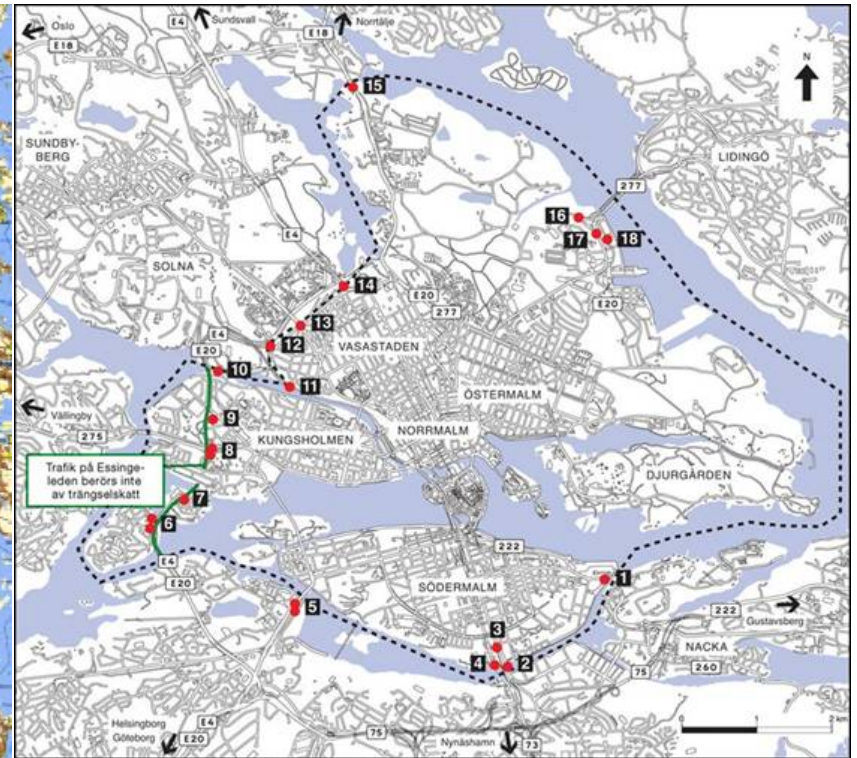 Oslo
E18
E4
Sundsvall
E18
Norrtälje
N
15
SUNDBY-
BERG
LIDINGÖ
277
16
17
18
E4
SOLNA
14
E20
277
E20
13
E4
12
VASASTADEN
E20
10
11
ÖSTERMALM
Vällingby
9
KUNGSHOLMEN
NORRMALM
275
8
Trafik på Essinge-
leden berörs inte
av trängselskatt
DJURGÅRDEN
7
6
222
E4
E20
1
5
SÖDERMALM
222
Gustavsberg
3
NACKA
4
2
75
260
Helsingborg
Göteborg
E4
E20
75
Nynäshamn
73
0
1
2 km